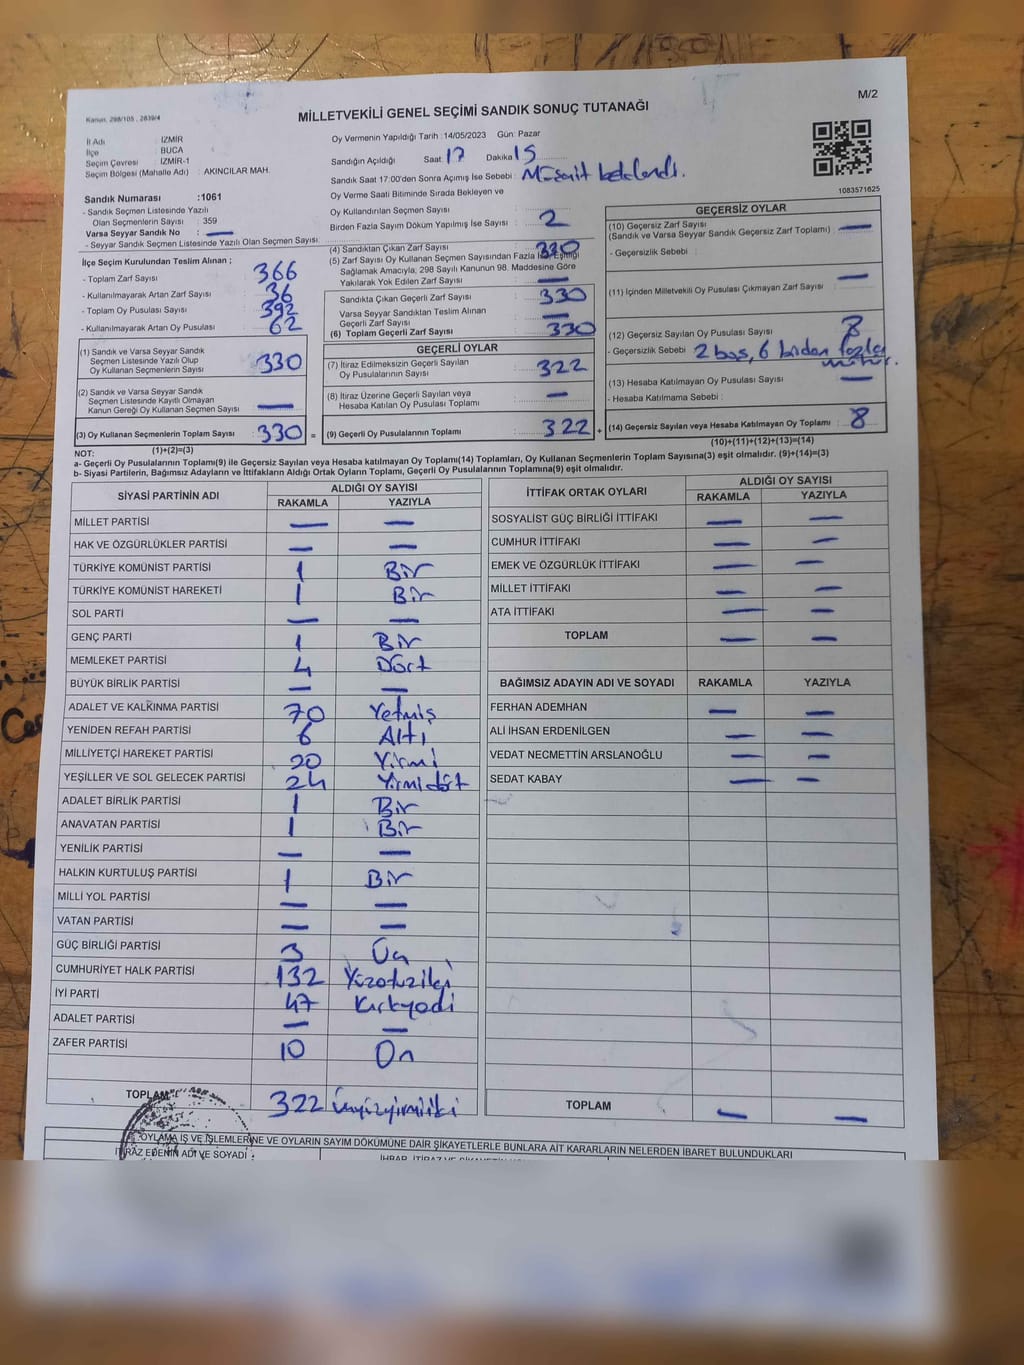 M/2
Kanun, 298/105 , 2839/4
MİLLETVEKİLİ GENEL SEÇİMİ SANDIK SONUÇ TUTANAĞI
İl Adı : İZMİR
İlçe : BUCA
Seçim Çevresi : İZMİR-1
Seçim Bölgesi (Mahalle Adı) : AKINCILAR MAH.
Oy Vermenin Yapıldığı Tarih : 14/05/2023 Gün: Pazar
Sandığın Açıldığı Saat: 17 Dakika 15
Sandık Saat 17:00'den Sonra Açımış İse Sebebi : Müşahit beklendi.
Oy Verme Saati Bitiminde Sırada Bekleyen ve
Oy Kullandırılan Seçmen Sayısı : 2
Birden Fazla Sayım Döküm Yapılmış İse Sayısı :
1083571625
Sandık Numarası : 1061
- Sandık Seçmen Listesinde Yazılı
Olan Seçmenlerin Sayısı : 359
Varsa Seyyar Sandık No : —
- Seyyar Sandık Seçmen Listesinde Yazılı Olan Seçmen Sayısı :
İlçe Seçim Kurulundan Teslim Alınan ;
- Toplam Zarf Sayısı : 366
- Kullanılmayarak Artan Zarf Sayısı : 36
- Toplam Oy Pusulası Sayısı : 392
- Kullanılmayarak Artan Oy Pusulası : 62
(1) Sandık ve Varsa Seyyar Sandık
Seçmen Listesinde Yazılı Olup
Oy Kullanan Seçmenlerin Sayısı : 330
(2) Sandık ve Varsa Seyyar Sandık
Seçmen Listesinde Kayıtlı Olmayan
Kanun Gereği Oy Kullanan Seçmen Sayısı : —
(3) Oy Kullanan Seçmenlerin Toplam Sayısı : 330 =
(1)+(2)=(3)
(4) Sandıktan Çıkan Zarf Sayısı : 330
(5) Zarf Sayısı Oy Kullanan Seçmen Sayısından Fazla İse, Eşitliği
Sağlamak Amacıyla; 298 Sayılı Kanunun 98. Maddesine Göre
Yakılarak Yok Edilen Zarf Sayısı : —
Sandıkta Çıkan Geçerli Zarf Sayısı : 330
Varsa Seyyar Sandıktan Teslim Alınan
Geçerli Zarf Sayısı : —
(6) Toplam Geçerli Zarf Sayısı : 330
GEÇERLİ OYLAR
(7) İtiraz Edilmeksizin Geçerli Sayılan
Oy Pusulalarının Sayısı : 322
(8) İtiraz Üzerine Geçerli Sayılan veya
Hesaba Katılan Oy Pusulası Toplamı : —
(9) Geçerli Oy Pusulalarının Toplamı : 322 +
GEÇERSİZ OYLAR
(10) Geçersiz Zarf Sayısı : —
(Sandık ve Varsa Seyyar Sandık Geçersiz Zarf Toplamı)
- Geçersizlik Sebebi :
(11) İçinden Milletvekili Oy Pusulası Çıkmayan Zarf Sayısı : —
(12) Geçersiz Sayılan Oy Pusulası Sayısı : 8
- Geçersizlik Sebebi : 2 boş, 6 birden fazla mühür.
(13) Hesaba Katılmayan Oy Pusulası Sayısı : —
- Hesaba Katılmama Sebebi :
(14) Geçersiz Sayılan veya Hesaba Katılmayan Oy Toplamı : 8
(10)+(11)+(12)+(13)=(14)
NOT:
a- Geçerli Oy Pusulalarının Toplamı(9) ile Geçersiz Sayılan veya Hesaba katılmayan Oy Toplamı(14) Toplamları, Oy Kullanan Seçmenlerin Toplam Sayısına(3) eşit olmalıdır. (9)+(14)=(3)
b- Siyasi Partilerin, Bağımsız Adayların ve İttifakların Aldığı Ortak Oyların Toplamı, Geçerli Oy Pusulalarının Toplamına(9) eşit olmalıdır.
SİYASİ PARTİNİN ADI ALDIĞI OY SAYISI
RAKAMLA YAZIYLA
MİLLET PARTİSİ — —
HAK VE ÖZGÜRLÜKLER PARTİSİ — —
TÜRKİYE KOMÜNİST PARTİSİ 1 Bir
TÜRKİYE KOMÜNİST HAREKETİ 1 Bir
SOL PARTİ — —
GENÇ PARTİ 1 Bir
MEMLEKET PARTİSİ 4 Dört
BÜYÜK BİRLİK PARTİSİ — —
ADALET VE KALKINMA PARTİSİ 70 Yetmiş
YENİDEN REFAH PARTİSİ 6 Altı
MİLLİYETÇİ HAREKET PARTİSİ 20 Yirmi
YEŞİLLER VE SOL GELECEK PARTİSİ 24 Yirmidört
ADALET BİRLİK PARTİSİ 1 Bir
ANAVATAN PARTİSİ 1 Bir
YENİLİK PARTİSİ — —
HALKIN KURTULUŞ PARTİSİ 1 Bir
MİLLİ YOL PARTİSİ — —
VATAN PARTİSİ — —
GÜÇ BİRLİĞİ PARTİSİ 3 Üç
CUMHURİYET HALK PARTİSİ 132 Yüzotuziki
İYİ PARTİ 47 Kırkyedi
ADALET PARTİSİ — —
ZAFER PARTİSİ 10 On
TOPLAM 322 Üçyüzyirmiiki
İTTİFAK ORTAK OYLARI ALDIĞI OY SAYISI
RAKAMLA YAZIYLA
SOSYALİST GÜÇ BİRLİĞİ İTTİFAKI — —
CUMHUR İTTİFAKI — —
EMEK VE ÖZGÜRLÜK İTTİFAKI — —
MİLLET İTTİFAKI — —
ATA İTTİFAKI — —
TOPLAM — —
BAĞIMSIZ ADAYIN ADI VE SOYADI RAKAMLA YAZIYLA
FERHAN ADEMHAN — —
ALİ İHSAN ERDENİLGEN — —
VEDAT NECMETTİN ARSLANOĞLU — —
SEDAT KABAY — —
TOPLAM — —
OYLAMA İŞ VE İŞLEMLERİNE VE OYLARIN SAYIM DÖKÜMÜNE DAİR ŞİKAYETLERLE BUNLARA AİT KARARLARIN NELERDEN İBARET BULUNDUKLARI
İTİRAZ EDENİN ADI VE SOYADI